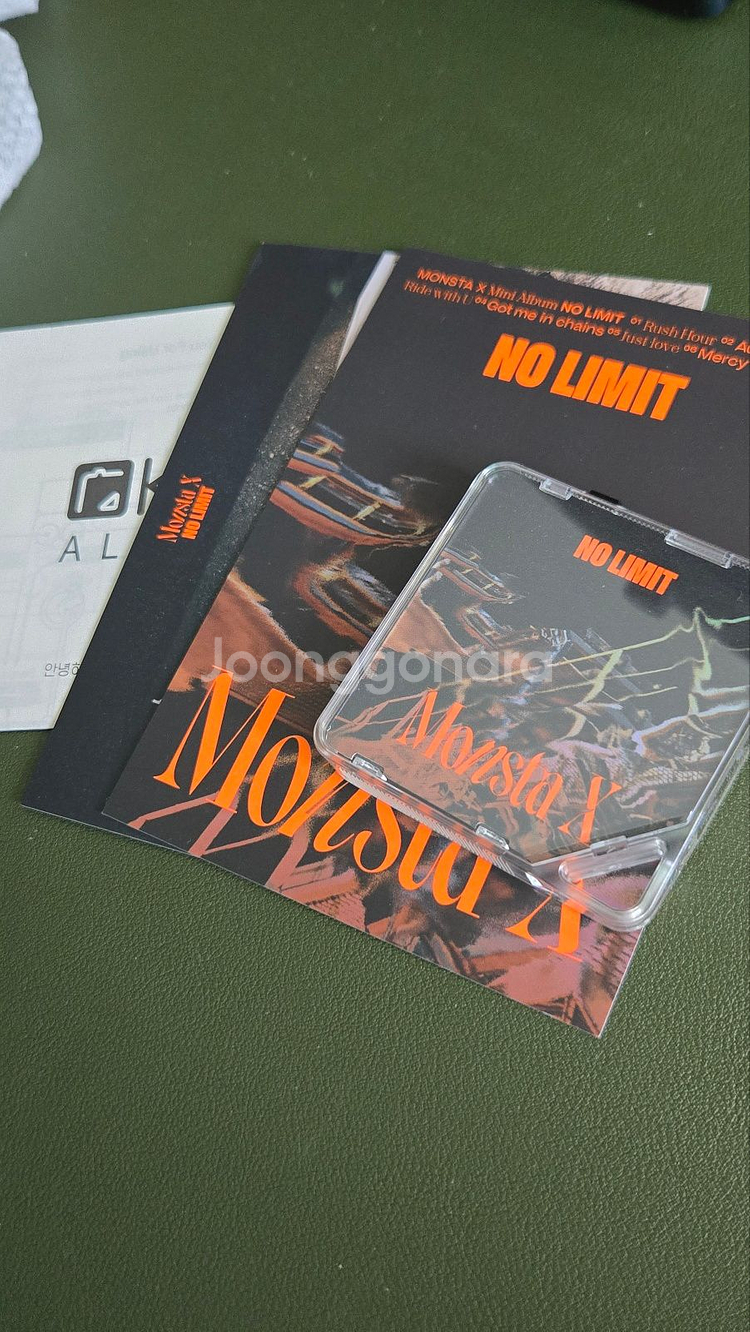 MONSTA X Mini Album NO LIMIT 01 Rush Hour 02
Ride with U 04 Got me in chains 05 Just love 06 Mercy
NO LIMIT
Monsta X
NO LIMIT
NO LIMIT
Monsta X
Monsta X
K
A L
안녕하
Joonggonara